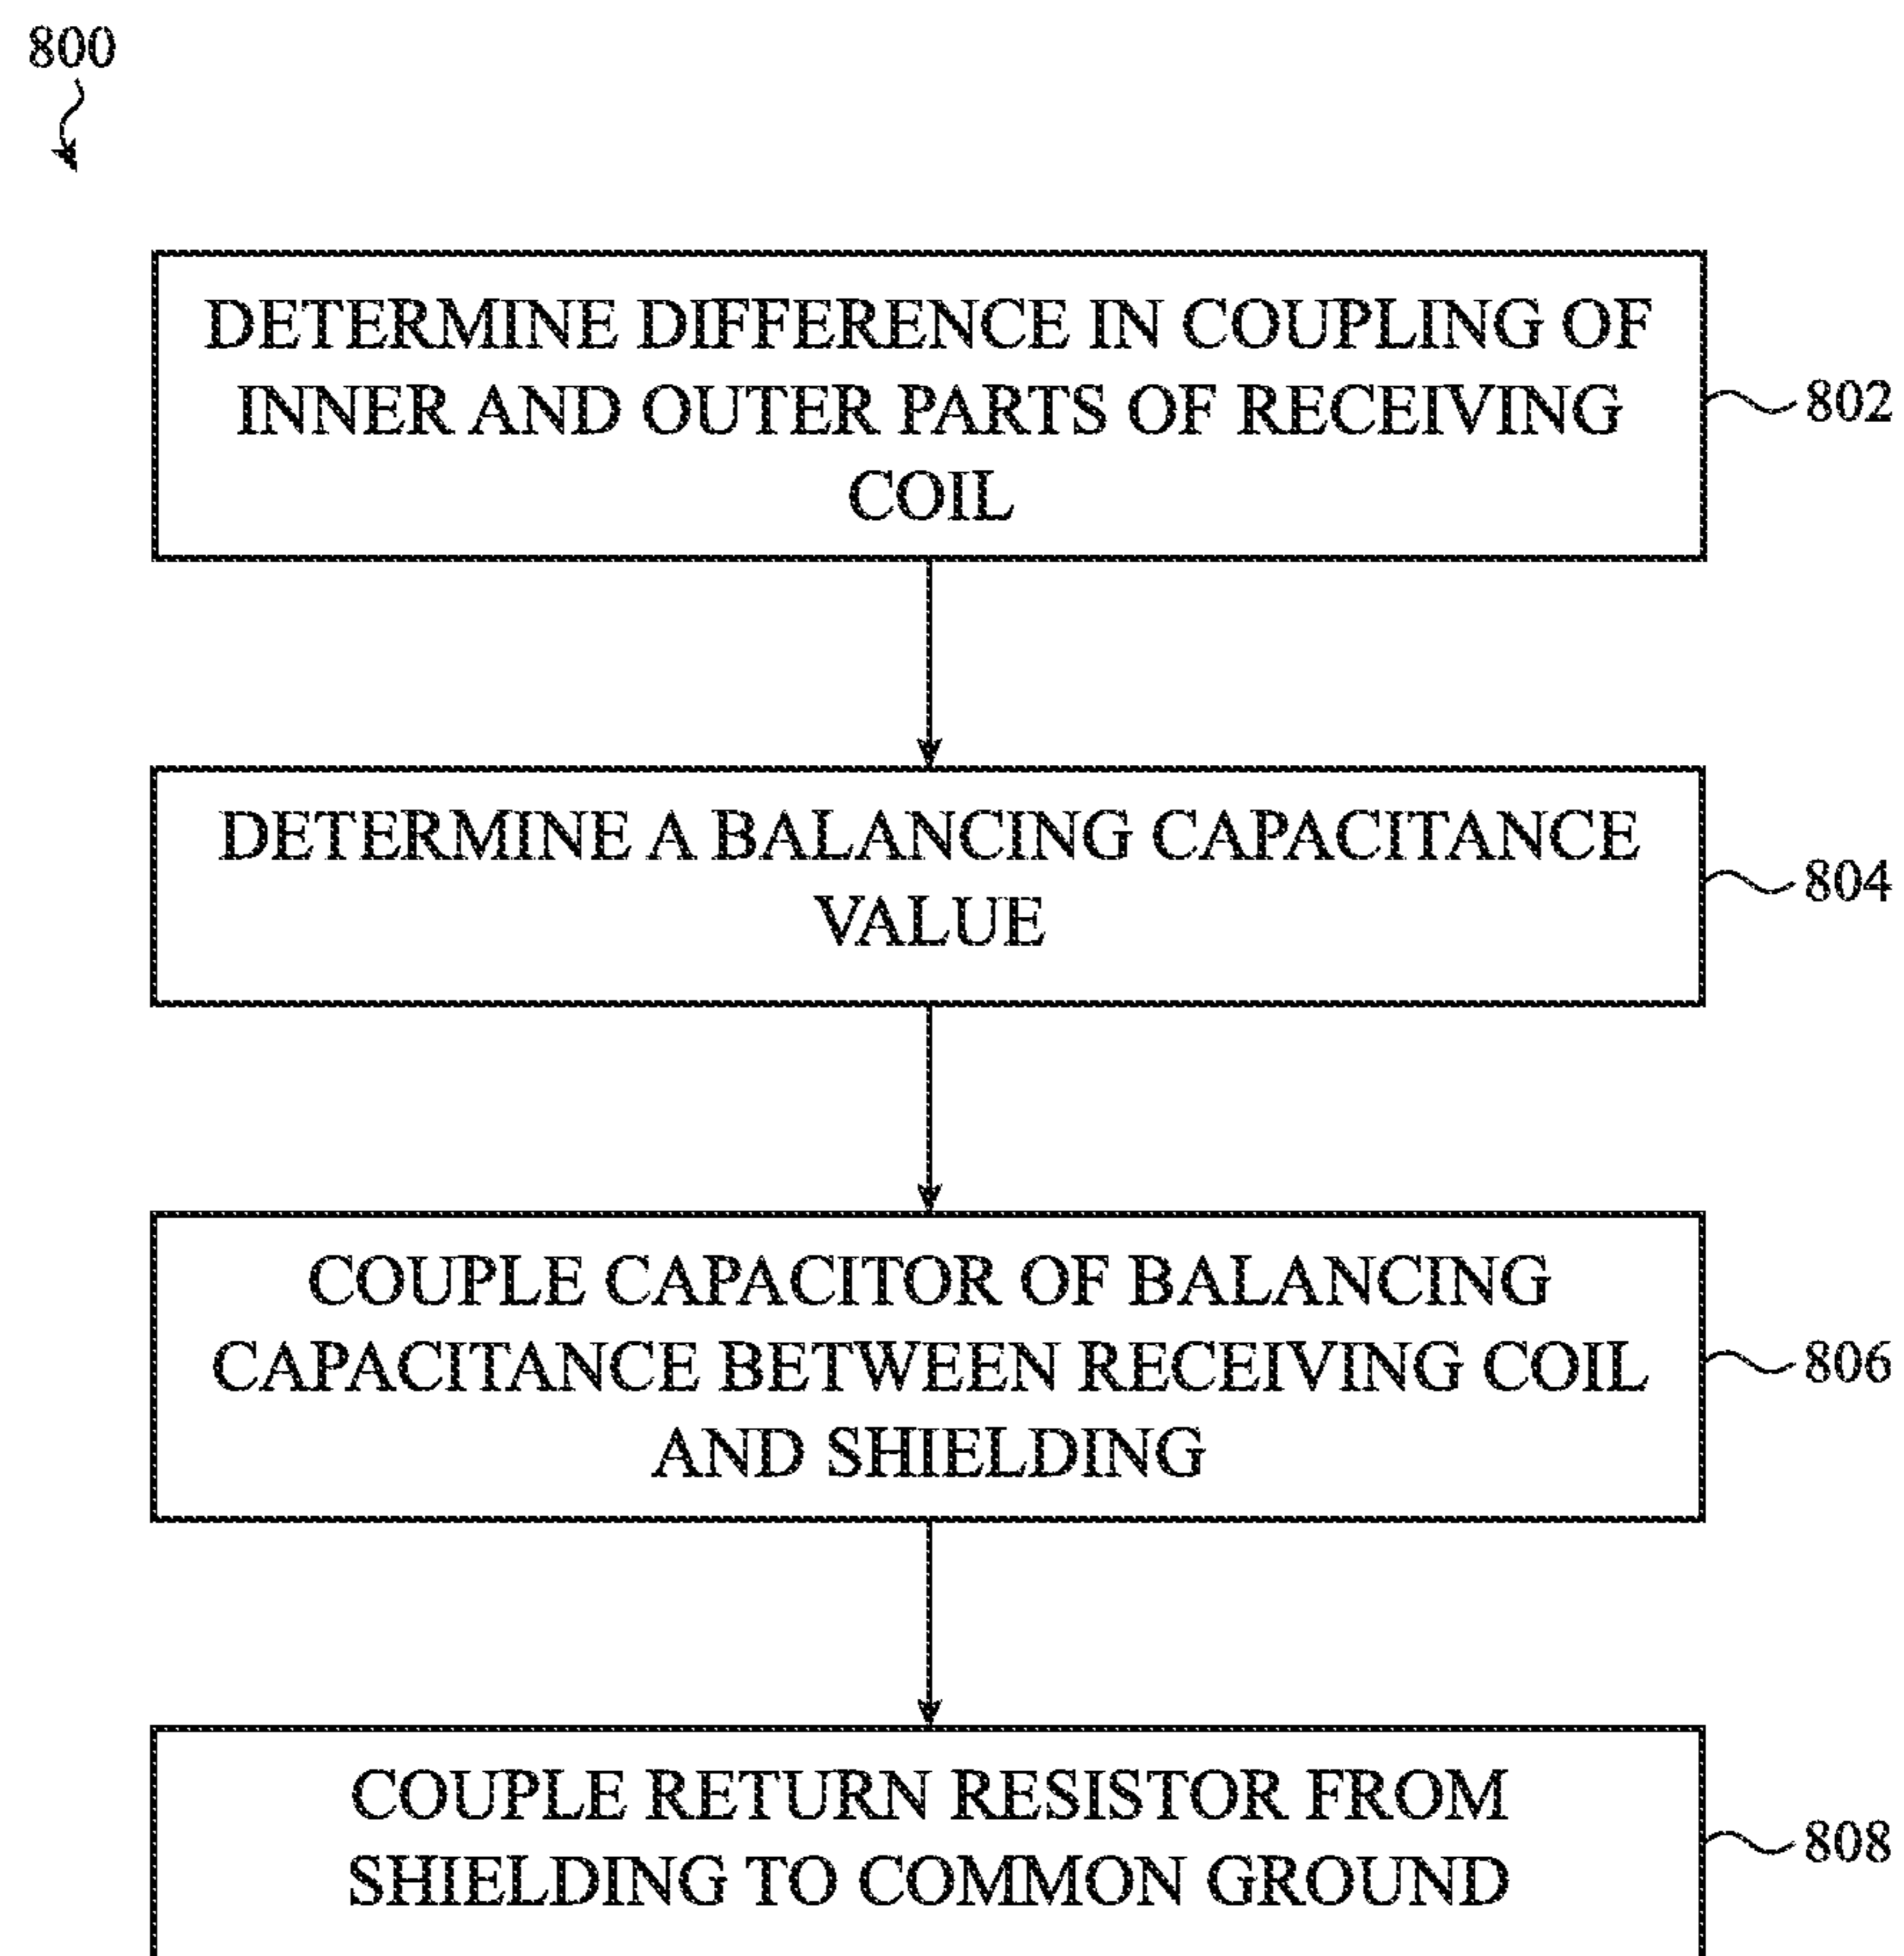 800
DETERMINE DIFFERENCE IN COUPLING OF
INNER AND OUTER PARTS OF RECEIVING
COIL
802
DETERMINE A BALANCING CAPACITANCE
VALUE
804
COUPLE CAPACITOR OF BALANCING
CAPACITANCE BETWEEN RECEIVING COIL
AND SHIELDING
806
COUPLE RETURN RESISTOR FROM
SHIELDING TO COMMON GROUND
808